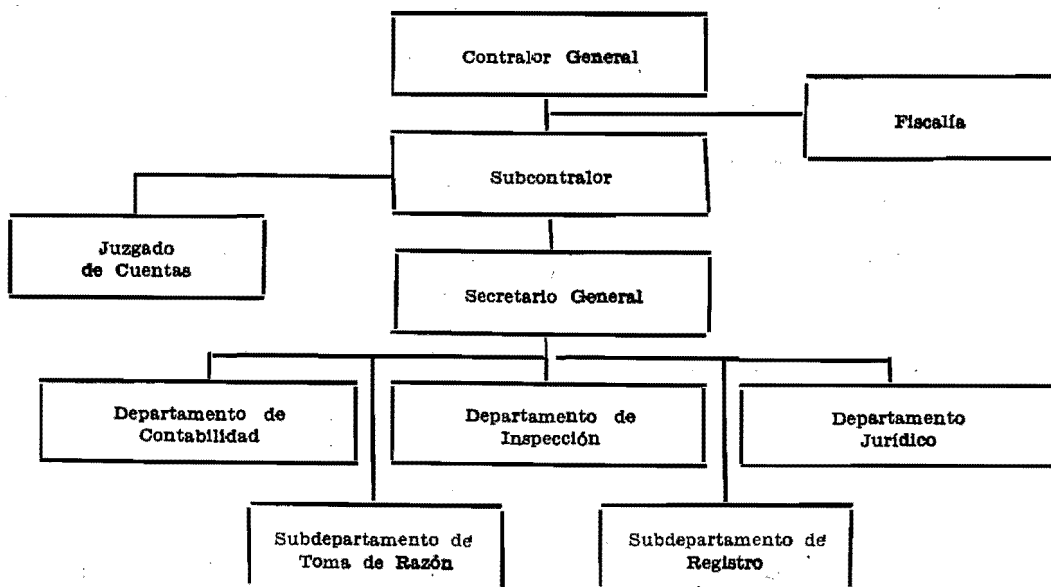 Contralor General
Fiscalía
Subcontralor
Juzgado
de Cuentas
Secretario General
Departamento de
Contabilidad
Departamento de
Inspección
Departamento
Jurídico
Subdepartamento de
Toma de Razón
Subdepartamento de
Registro